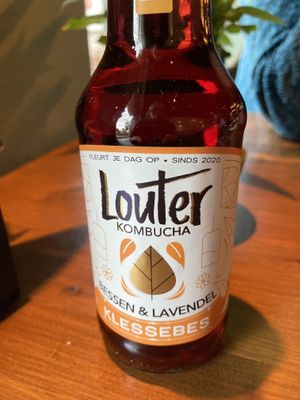 FLEURT JE DAG OP • SINDS 2020
Louter
KOMBUCHA
BESSEN & LAVENDEL
KLESSEBES